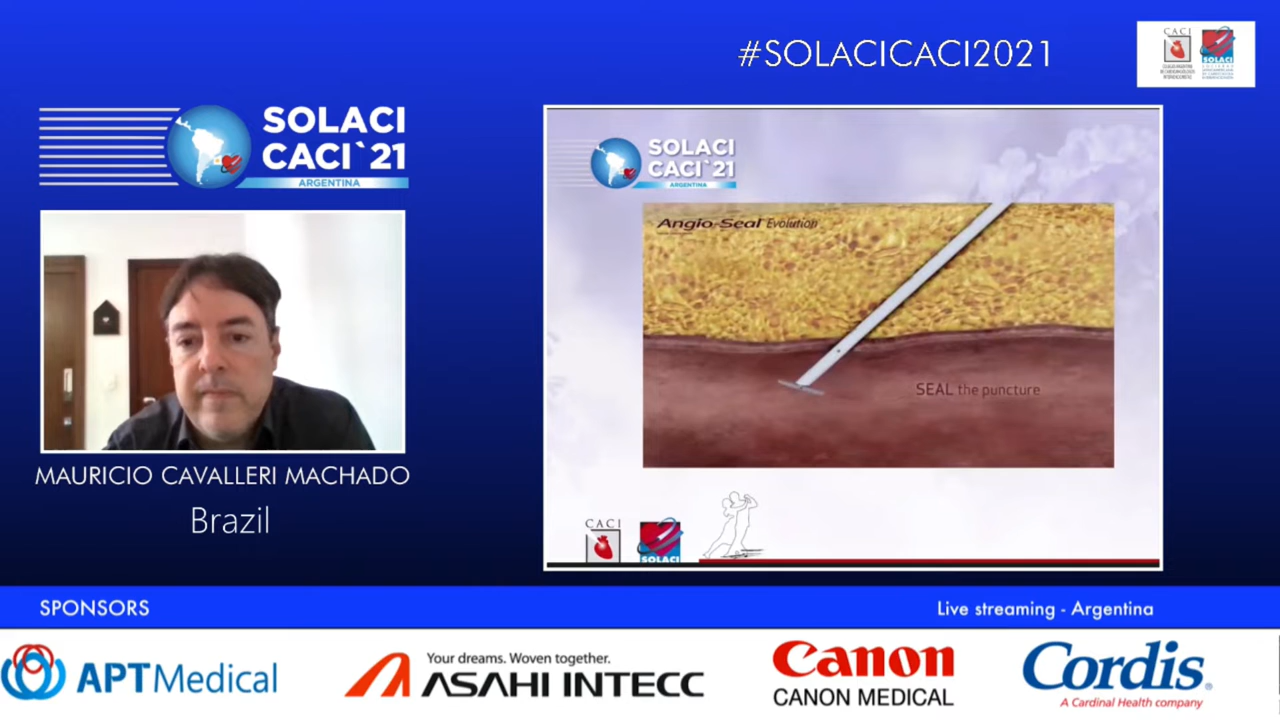 #SOLACICACI2021
CACI
SOLACI
SOLACI
CACI`21
ARGENTINA
SOLACI
CACI`21
ARGENTINA
Angio-Seal Evolution
SEAL the puncture
MAURICIO CAVALLERI MACHADO
Brazil
CACI
SOLACI
SPONSORS
Live streaming - Argentina
APTMedical
Your dreams. Woven together.
ASAHI INTECC
Canon
CANON MEDICAL
Cordis®
A Cardinal Health company